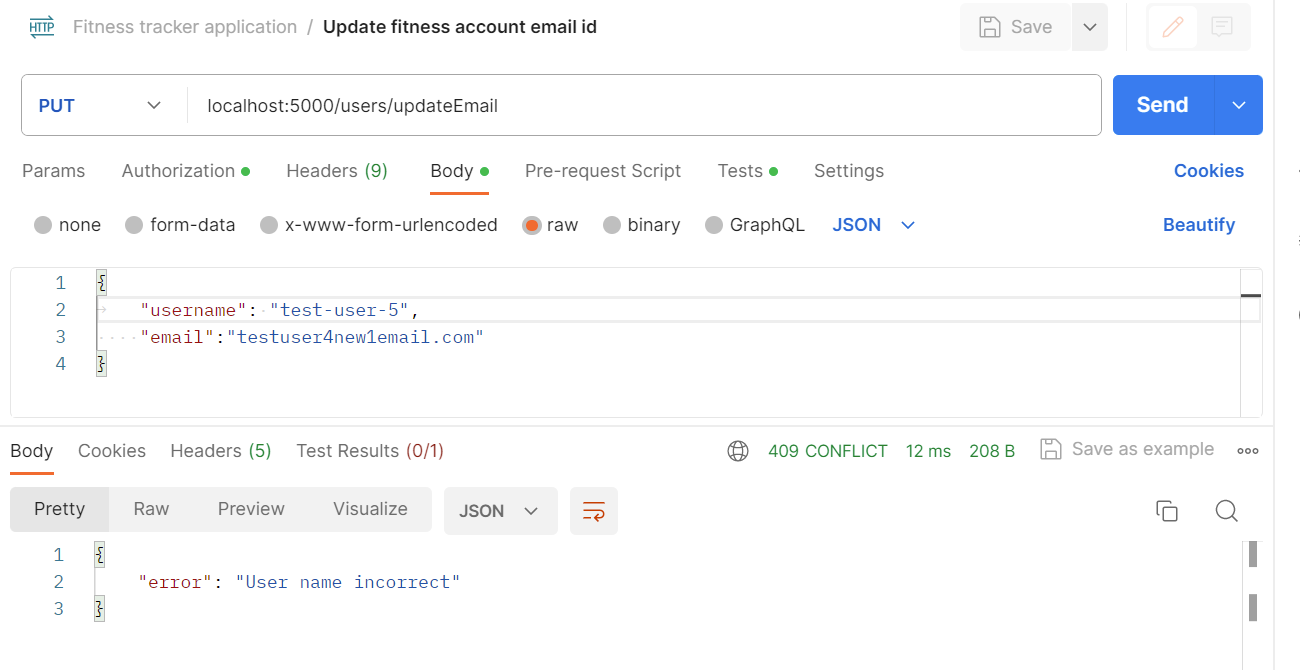 HTTP Fitness tracker application / Update fitness account email id Save
PUT localhost:5000/users/updateEmail Send
Params Authorization Headers (9) Body Pre-request Script Tests Settings Cookies
none form-data x-www-form-urlencoded raw binary GraphQL JSON Beautify
1 {
2 "username": "test-user-5",
3 "email":"testuser4new1email.com"
4 }
Body Cookies Headers (5) Test Results (0/1) 409 CONFLICT 12 ms 208 B Save as example
Pretty Raw Preview Visualize JSON
1 {
2 "error": "User name incorrect"
3 }